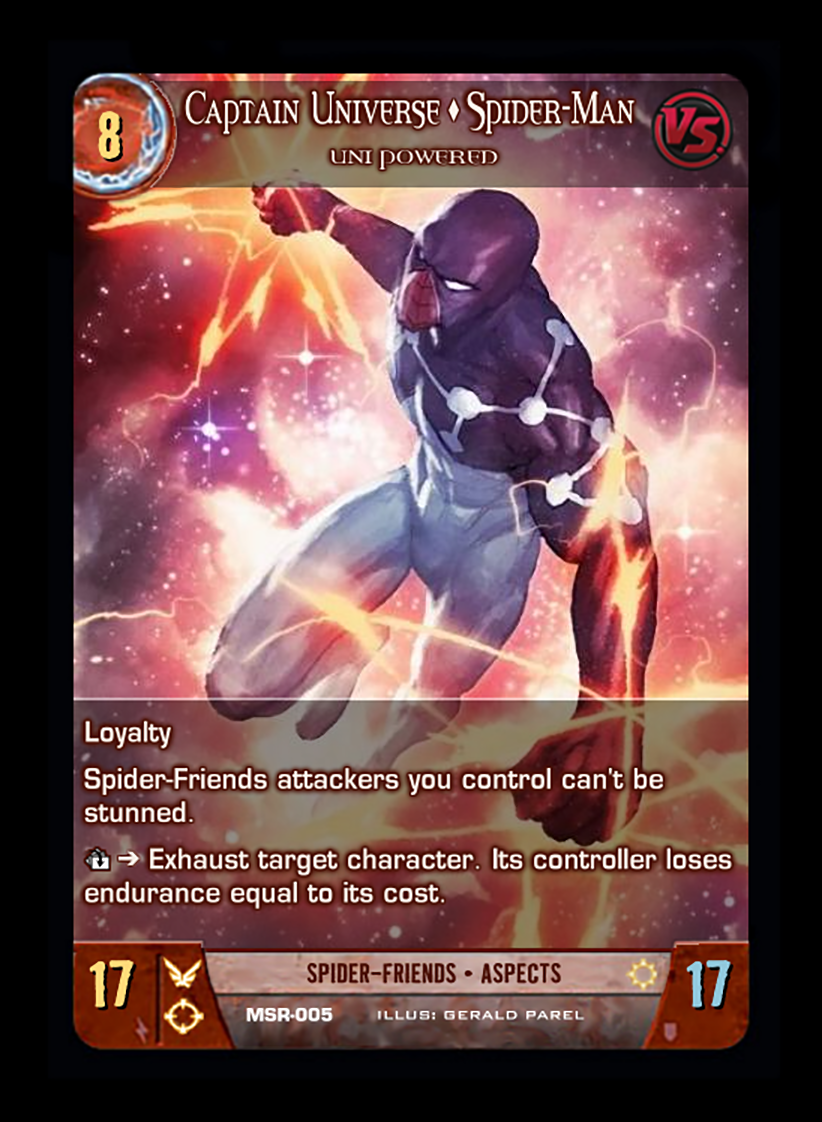 8
Captain Universe ♦ Spider-Man
VS.
UNI POWERED
Loyalty
Spider-Friends attackers you control can't be
stunned.
➔ Exhaust target character. Its controller loses
endurance equal to its cost.
17
SPIDER-FRIENDS • ASPECTS
17
MSR-005 ILLUS: GERALD PAREL